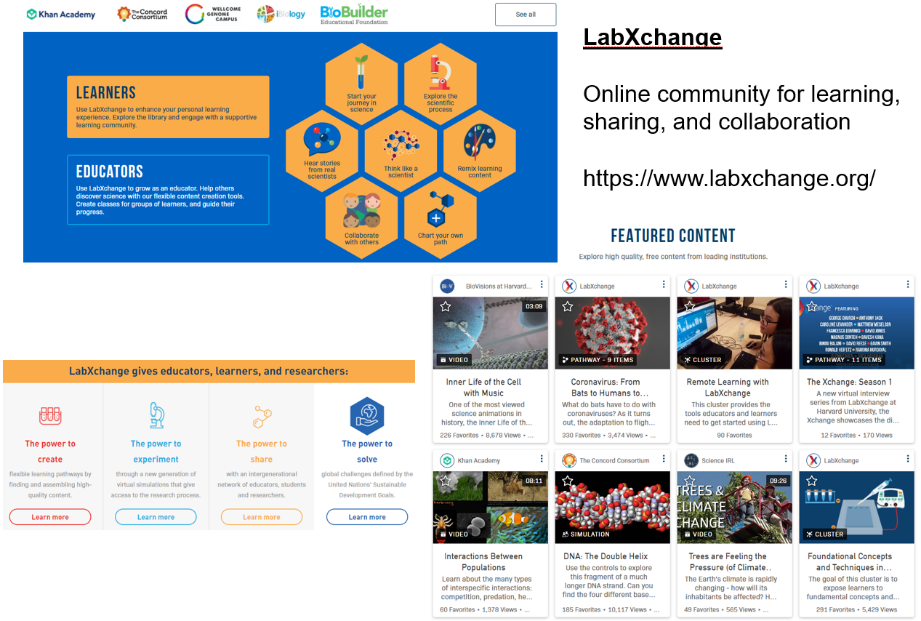 Khan Academy
The Concord
Consortium
WELLCOME
GENOME
CAMPUS
iBiology
BioBuilder
Educational Foundation
See all
LEARNERS
Use LabXchange to enhance your personal learning
experience. Explore the library and engage with a supportive
learning community.
EDUCATORS
Use LabXchange to grow as an educator. Help others
discover science with our flexible content creation tools.
Create classes for groups of learners, and guide their
progress.
Start your
journey in
science
Explore the
scientific
process
Hear stories
from real
scientists
Think like a
scientist
Remix learning
content
Collaborate
with others
Chart your own
path
LabXchange
Online community for learning,
sharing, and collaboration
https://www.labxchange.org/
FEATURED CONTENT
Explore high quality, free content from leading institutions.
BioVisions at Harvard...
03:09
VIDEO
Inner Life of the Cell
with Music
One of the most viewed
science animations in
history, the Inner Life of Th...
228 Favorites • 8,678 Views • ...
LabXchange
PATHWAY - 9 ITEMS
Coronavirus: From
Bats to Humans to...
What do bats have to do with
coronaviruses? As it turns
out, the adaptation to fligh...
330 Favorites • 3,474 Views • ...
LabXchange
CLUSTER
Remote Learning with
LabXchange
This cluster provides the
tools educators and learners
need to get started using L...
90 Favorites
LabXchange
FEATURING
PATHWAY - 11 ITEMS
The Xchange: Season 1
A new virtual interview
series from LabXchange at
Harvard University, the
Xchange showcases the di...
12 Favorites • 170 Views
LabXchange gives educators, learners, and researchers:
The power to
create
flexible learning pathways by
finding and assembling high-
quality content.
Learn more
The power to
experiment
through a new generation of
virtual simulations that give
access to the research process.
Learn more
The power to
share
with an intergenerational
network of educators, students
and researchers.
Learn more
The power to
solve
global challenges defined by the
United Nations' Sustainable
Development Goals.
Learn more
Khan Academy
08:11
VIDEO
Interactions Between
Populations
Learn about the many types
of interspecific interactions:
competition, predation, he...
60 Favorites • 1,378 Views • ...
The Concord Consortium
SIMULATION
DNA: The Double Helix
Use the controls to explore
this fragment of a much
longer DNA strand. Can you
find the four different base...
185 Favorites • 10,117 Views • ...
Science IRL
09:26
TREES &
CLIMATE
CHANGE
VIDEO
Trees are Feeling the
Pressure (of Climate...
The Earth's climate is rapidly
changing - how will its
inhabitants be affected? H...
49 Favorites • 565 Views • ...
LabXchange
CLUSTER
Foundational Concepts
and Techniques in...
The goal of this cluster is to
expose learners to
fundamental concepts and...
291 Favorites • 5,429 Views